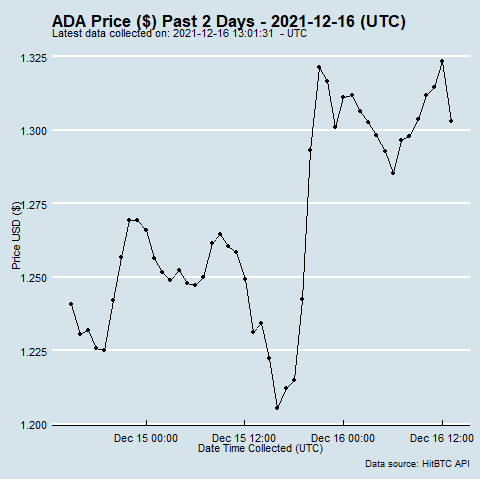 ADA Price ($) Past 2 Days - 2021-12-16 (UTC)
Latest data collected on: 2021-12-16 13:01:31 - UTC
1.325
1.300
1.275
1.250
1.225
1.200
Price USD ($)
Dec 15 00:00
Dec 15 12:00
Dec 16 00:00
Dec 16 12:00
Date Time Collected (UTC)
Data source: HitBTC API